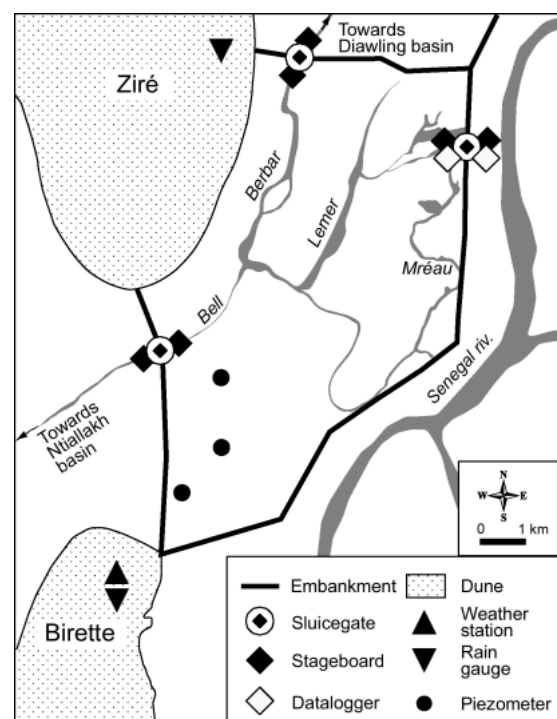 Towards
Diawling basin
Ziré
Berbar
Lemer
Mréau
Bell
Senegal riv.
Towards
Ntiallakh
basin
N
W E
S
0 1 km
Birette
Embankment
Sluicegate
Stageboard
Datalogger
Dune
Weather
station
Rain
gauge
Piezometer